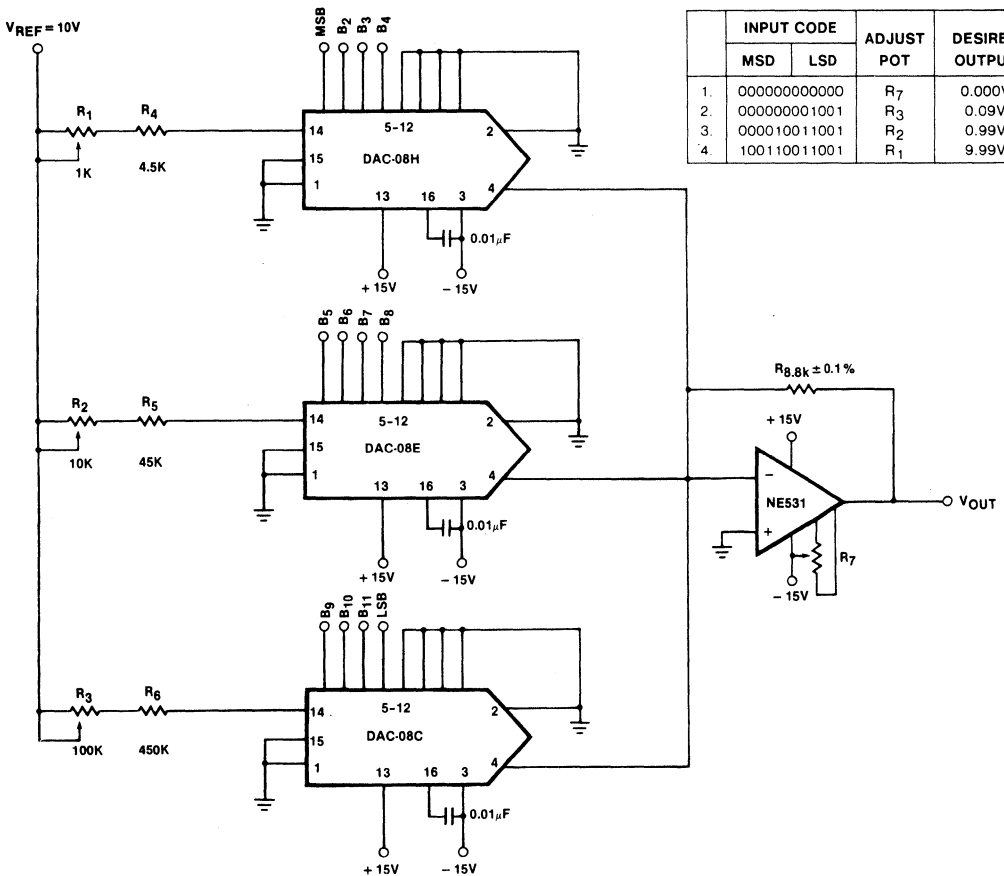 V_REF = 10V
MSB
B2
B3
B4
INPUT CODE
ADJUST POT
DESIRE
OUTPU
MSD
LSD
1. 000000000000 R7 0.000V
2. 000000001001 R3 0.09V
3. 000010011001 R2 0.99V
4. 100110011001 R1 9.99V
R1
R4
1K
4.5K
14
5-12
2
15
DAC-08H
1
4
13
16
3
0.01µF
+ 15V
− 15V
B5
B6
B7
B8
R2
R5
10K
45K
14
5-12
2
15
DAC-08E
1
4
13
16
3
0.01µF
+ 15V
− 15V
R8.8k ± 0.1%
+ 15V
−
NE531
+
VOUT
R7
− 15V
B9
B10
B11
LSB
R3
R6
100K
450K
14
5-12
2
15
DAC-08C
1
4
13
16
3
0.01µF
+ 15V
− 15V